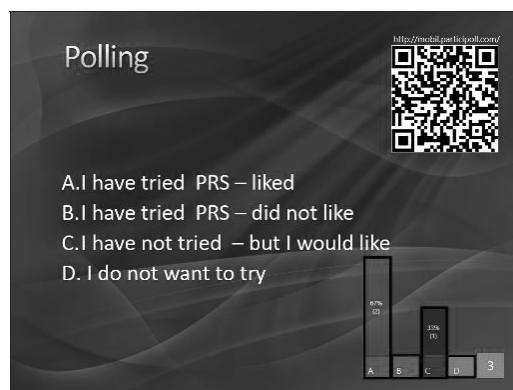 http://mobil.participoll.com/
Polling
A.I have tried PRS – liked
B.I have tried PRS – did not like
C.I have not tried – but I would like
D. I do not want to try
67%
(2)
33%
(1)
A B C D 3